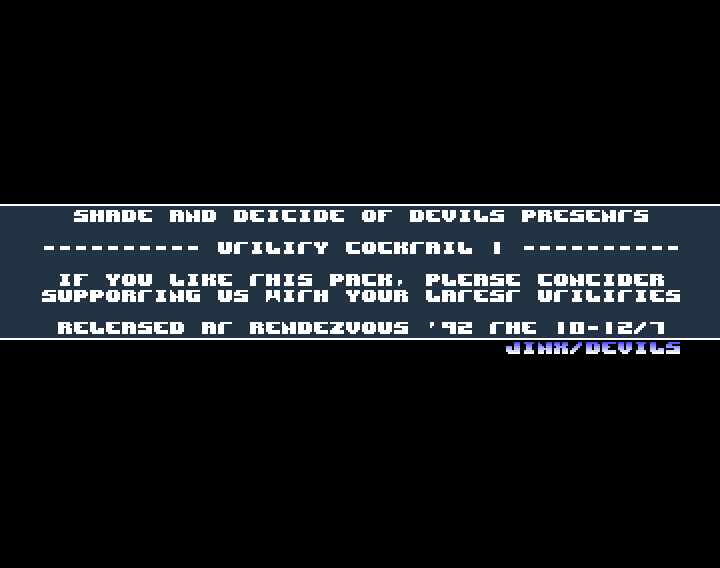 SHADE AND DEICIDE OF DEVILS PRESENTS
---------- UTILITY COCKTAIL 1 ----------
IF YOU LIKE THIS PACK, PLEASE CONCIDER
SUPPORTING US WITH YOUR LATEST UTILITIES
RELEASED AT RENDEZVOUS '92 THE 10-12/7
JINX/DEVILS